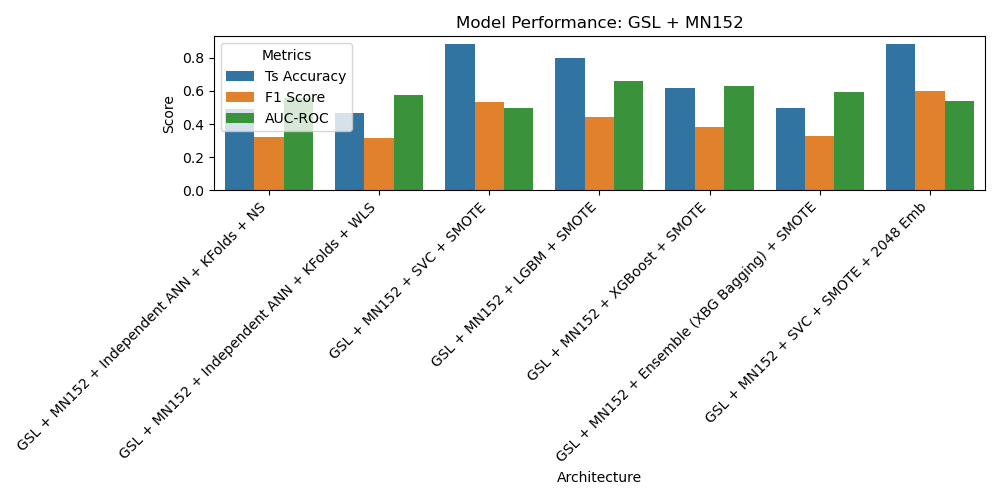 Model Performance: GSL + MN152
Score
0.8
0.6
0.4
0.2
0.0
Metrics
Ts Accuracy
F1 Score
AUC-ROC
GSL + MN152 + Independent ANN + KFolds + NS
GSL + MN152 + Independent ANN + KFolds + WLS
GSL + MN152 + SVC + SMOTE
GSL + MN152 + LGBM + SMOTE
GSL + MN152 + XGBoost + SMOTE
GSL + MN152 + Ensemble (XBG Bagging) + SMOTE
GSL + MN152 + SVC + SMOTE + 2048 Emb
Architecture